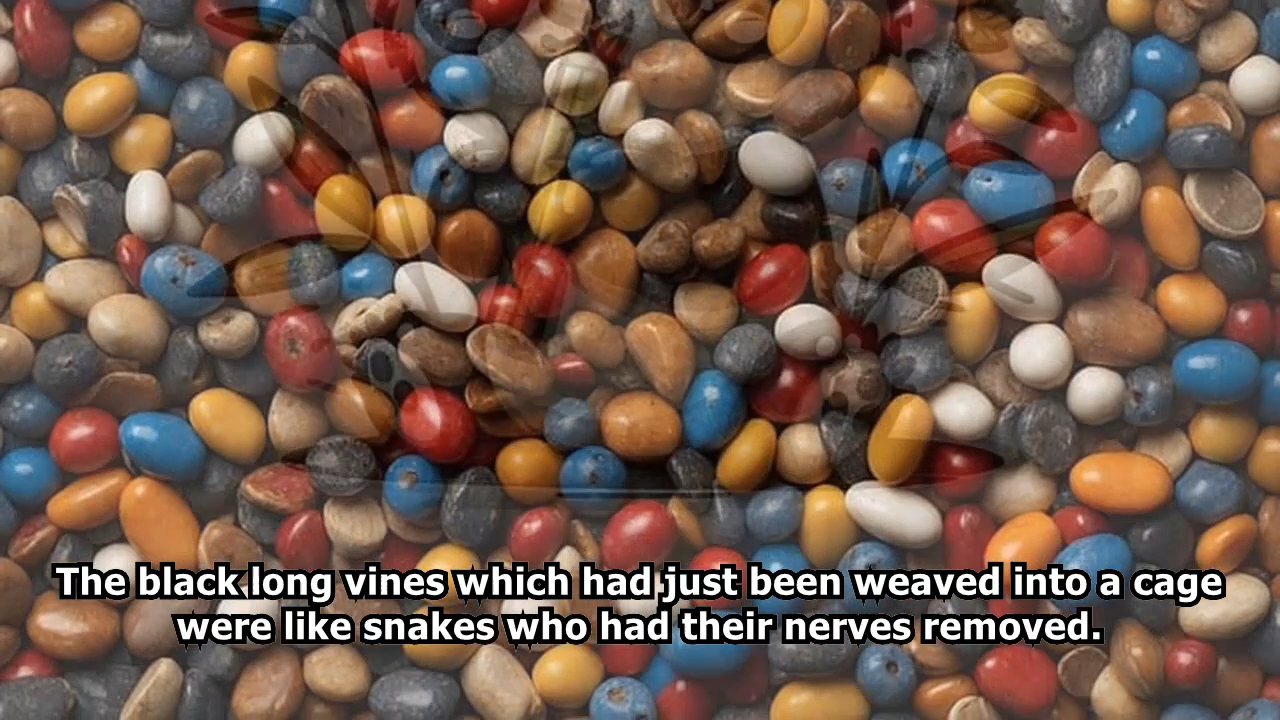 The black long vines which had just been weaved into a cage
were like snakes who had their nerves removed.